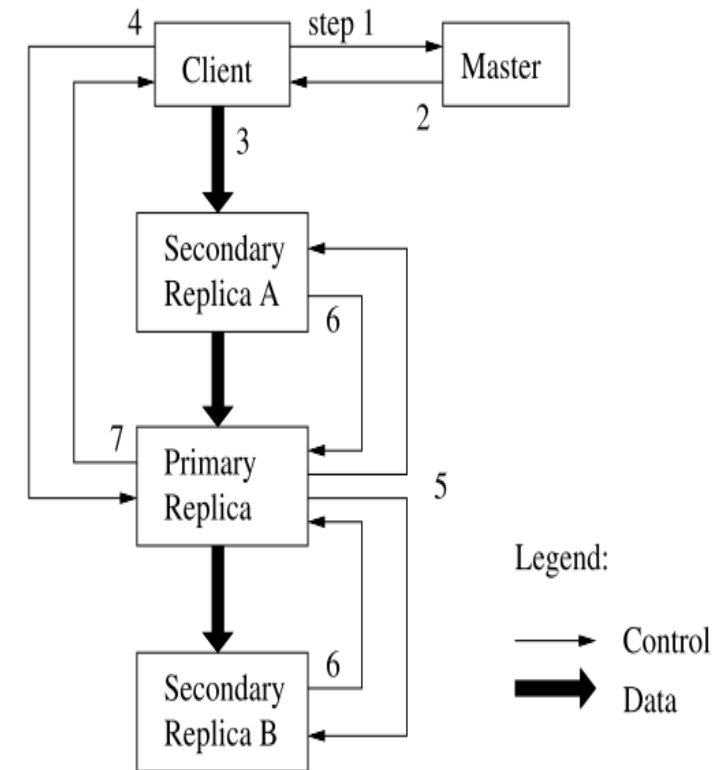 4
step 1
Client
Master
2
3
Secondary
Replica A
6
7
Primary
Replica
5
Legend:
Control
6
Secondary
Replica B
Data